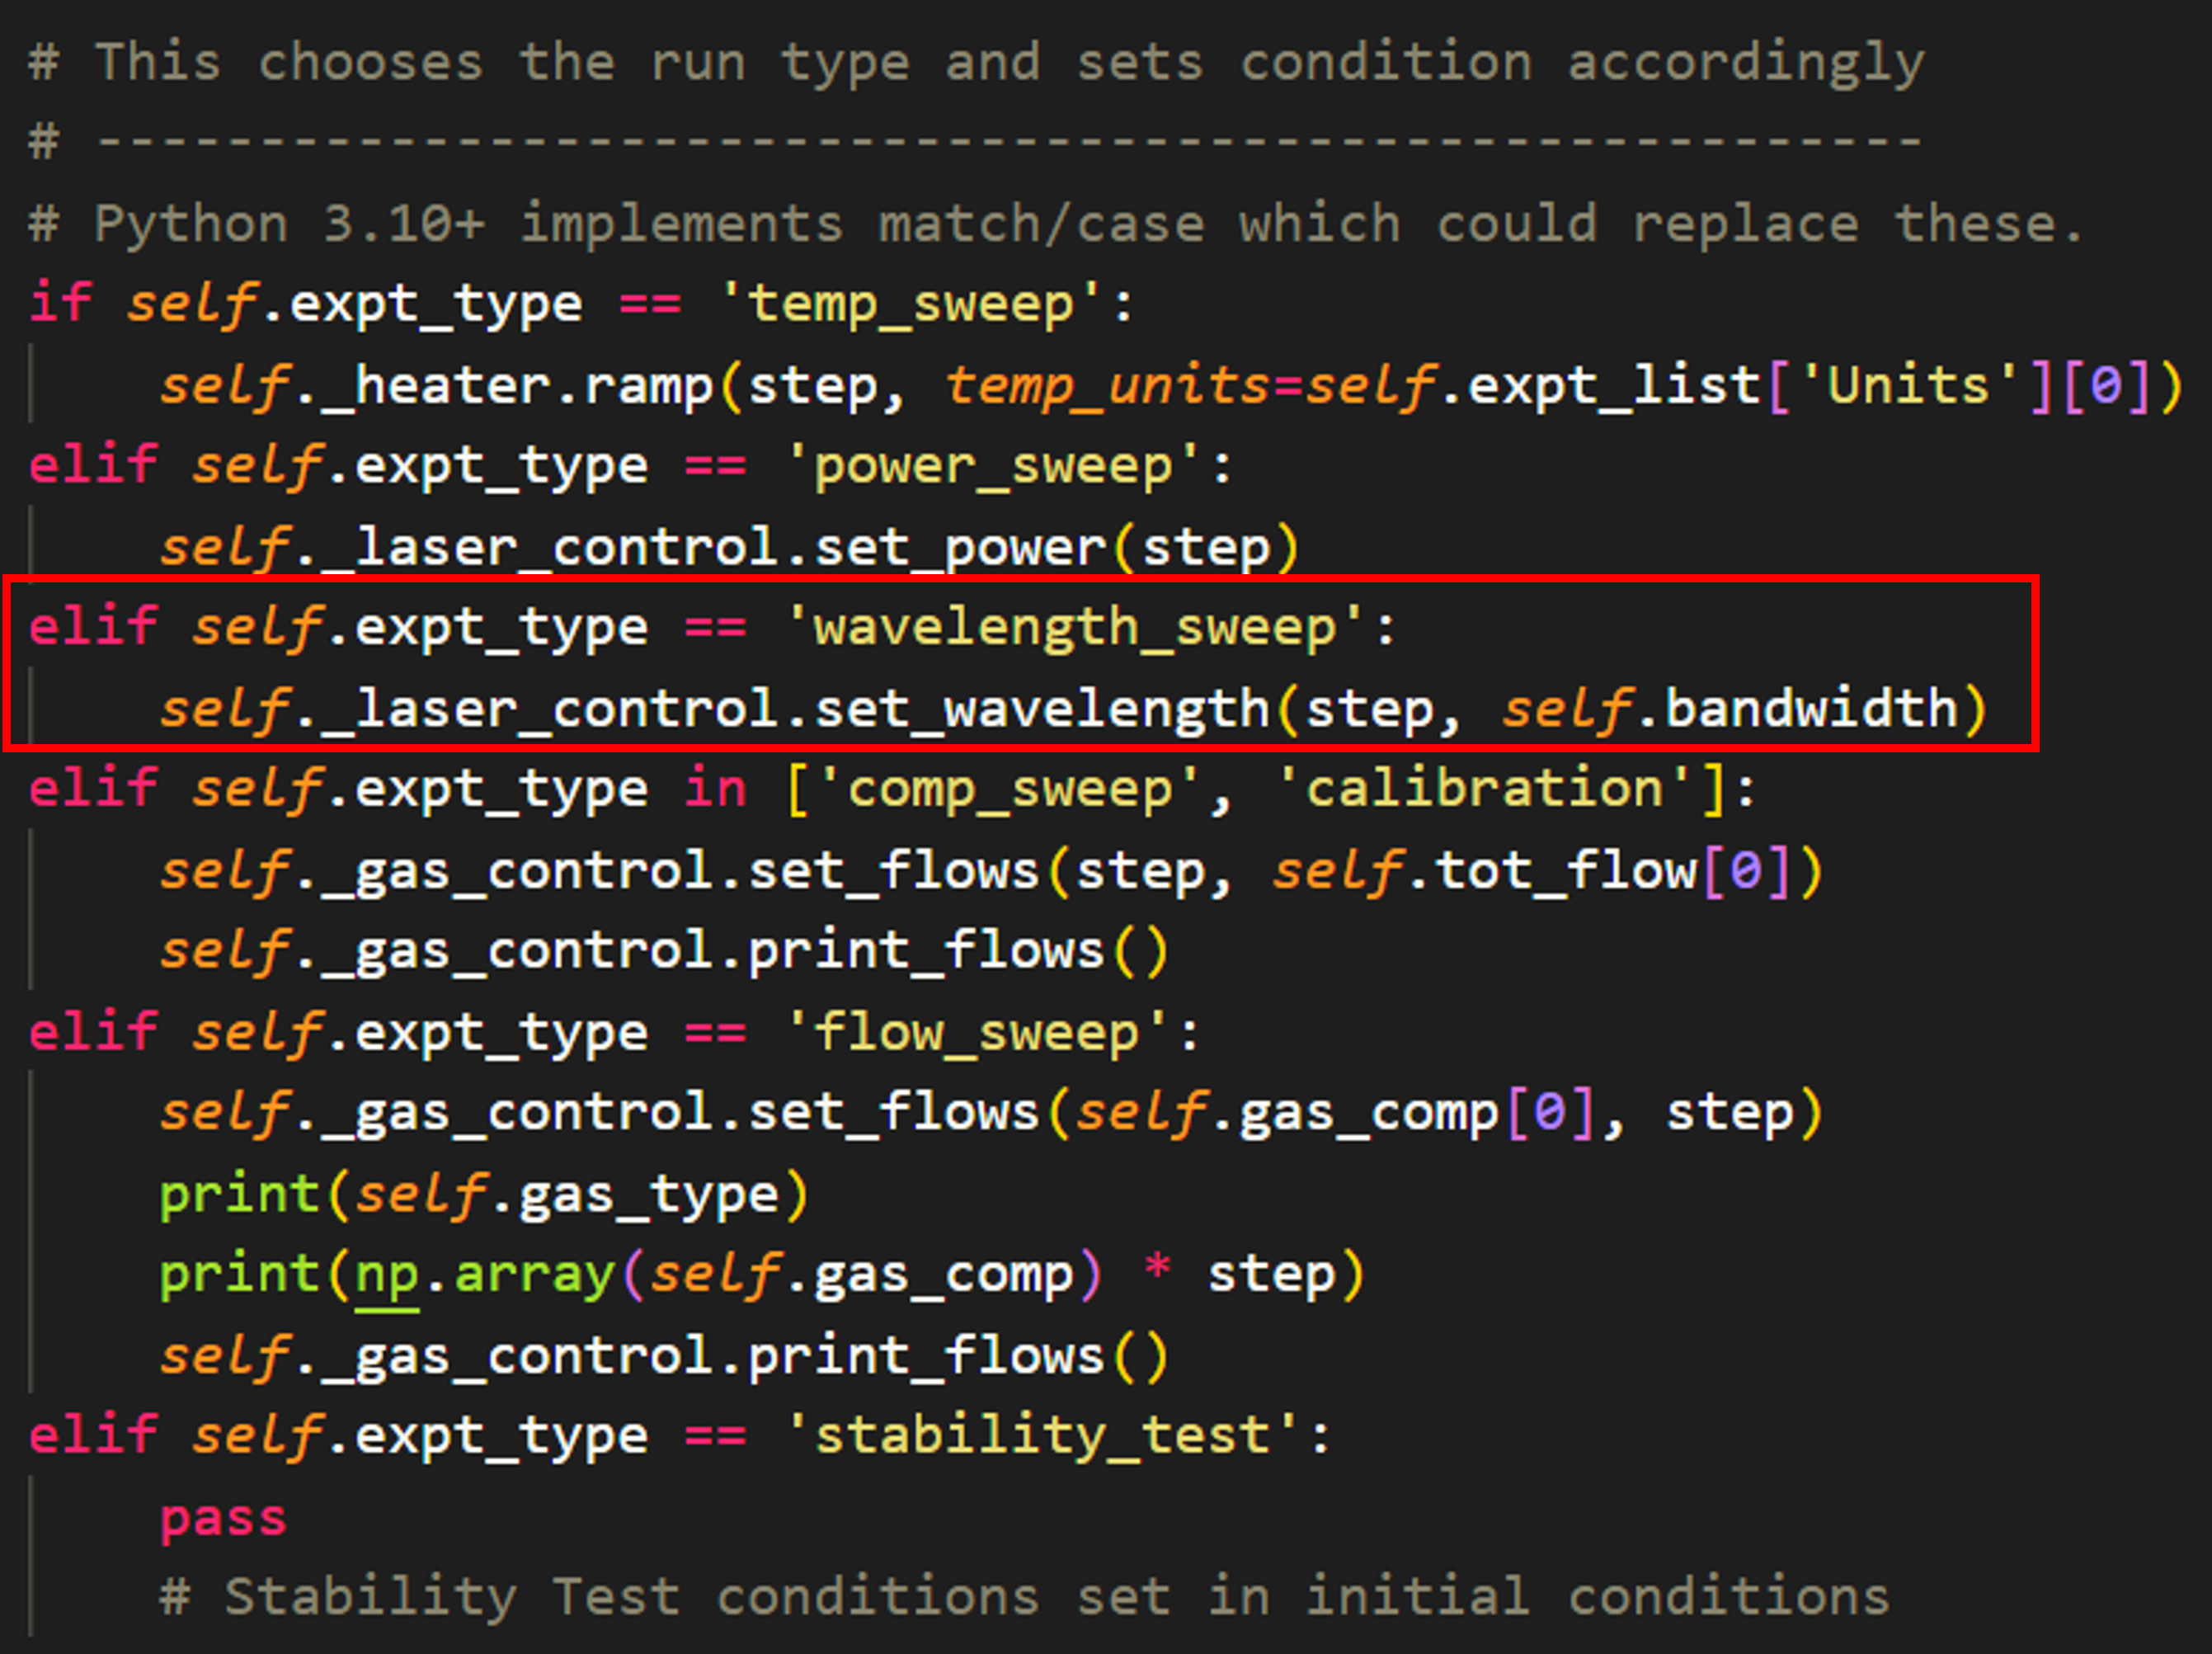 # This chooses the run type and sets condition accordingly
# --------------------------------------------------------
# Python 3.10+ implements match/case which could replace these.
if self.expt_type == 'temp_sweep':
    self._heater.ramp(step, temp_units=self.expt_list['Units'][0])
elif self.expt_type == 'power_sweep':
    self._laser_control.set_power(step)
elif self.expt_type == 'wavelength_sweep':
    self._laser_control.set_wavelength(step, self.bandwidth)
elif self.expt_type in ['comp_sweep', 'calibration']:
    self._gas_control.set_flows(step, self.tot_flow[0])
    self._gas_control.print_flows()
elif self.expt_type == 'flow_sweep':
    self._gas_control.set_flows(self.gas_comp[0], step)
    print(self.gas_type)
    print(np.array(self.gas_comp) * step)
    self._gas_control.print_flows()
elif self.expt_type == 'stability_test':
    pass
    # Stability Test conditions set in initial conditions